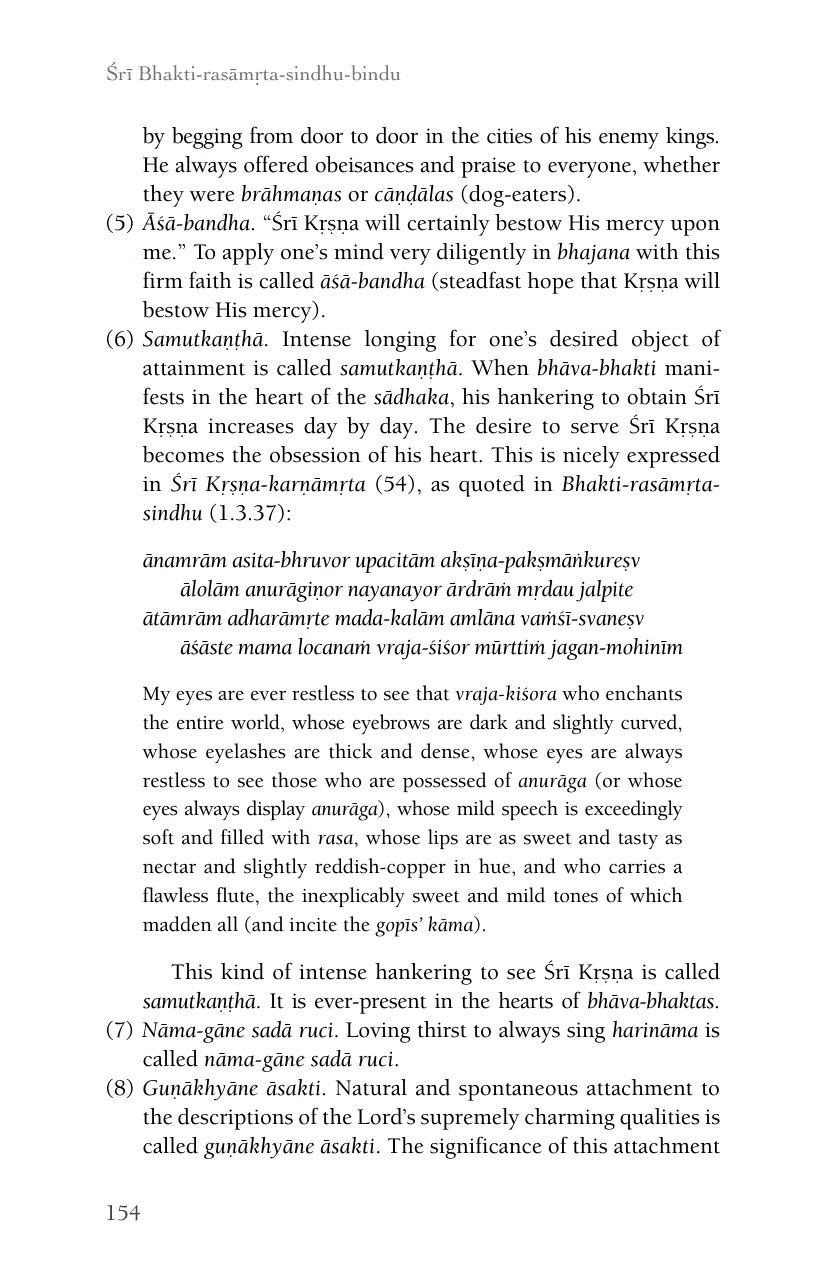 Śrī Bhakti-rasāmṛta-sindhu-bindu
by begging from door to door in the cities of his enemy kings.
He always offered obeisances and praise to everyone, whether
they were brāhmaṇas or cāṇḍālas (dog-eaters).
(5) Āśā-bandha. “Śrī Kṛṣṇa will certainly bestow His mercy upon
me.” To apply one’s mind very diligently in bhajana with this
firm faith is called āśā-bandha (steadfast hope that Kṛṣṇa will
bestow His mercy).
(6) Samutkaṇṭhā. Intense longing for one’s desired object of
attainment is called samutkaṇṭhā. When bhāva-bhakti mani-
fests in the heart of the sādhaka, his hankering to obtain Śrī
Kṛṣṇa increases day by day. The desire to serve Śrī Kṛṣṇa
becomes the obsession of his heart. This is nicely expressed
in Śrī Kṛṣṇa-karṇāmṛta (54), as quoted in Bhakti-rasāmṛta-
sindhu (1.3.37):
ānamrām asita-bhruvor upacitām akṣīṇa-pakṣmāṅkureṣv
ālolām anurāgiṇor nayanayor ārdrāṁ mṛdau jalpite
ātāmrām adharāmṛte mada-kalām amlāna vaṁśī-svaneṣv
āśāste mama locanaṁ vraja-śiśor mūrttiṁ jagan-mohinīm
My eyes are ever restless to see that vraja-kiśora who enchants
the entire world, whose eyebrows are dark and slightly curved,
whose eyelashes are thick and dense, whose eyes are always
restless to see those who are possessed of anurāga (or whose
eyes always display anurāga), whose mild speech is exceedingly
soft and filled with rasa, whose lips are as sweet and tasty as
nectar and slightly reddish-copper in hue, and who carries a
flawless flute, the inexplicably sweet and mild tones of which
madden all (and incite the gopīs’ kāma).
This kind of intense hankering to see Śrī Kṛṣṇa is called
samutkaṇṭhā. It is ever-present in the hearts of bhāva-bhaktas.
(7) Nāma-gāne sadā ruci. Loving thirst to always sing harināma is
called nāma-gāne sadā ruci.
(8) Guṇākhyāne āsakti. Natural and spontaneous attachment to
the descriptions of the Lord’s supremely charming qualities is
called guṇākhyāne āsakti. The significance of this attachment
154